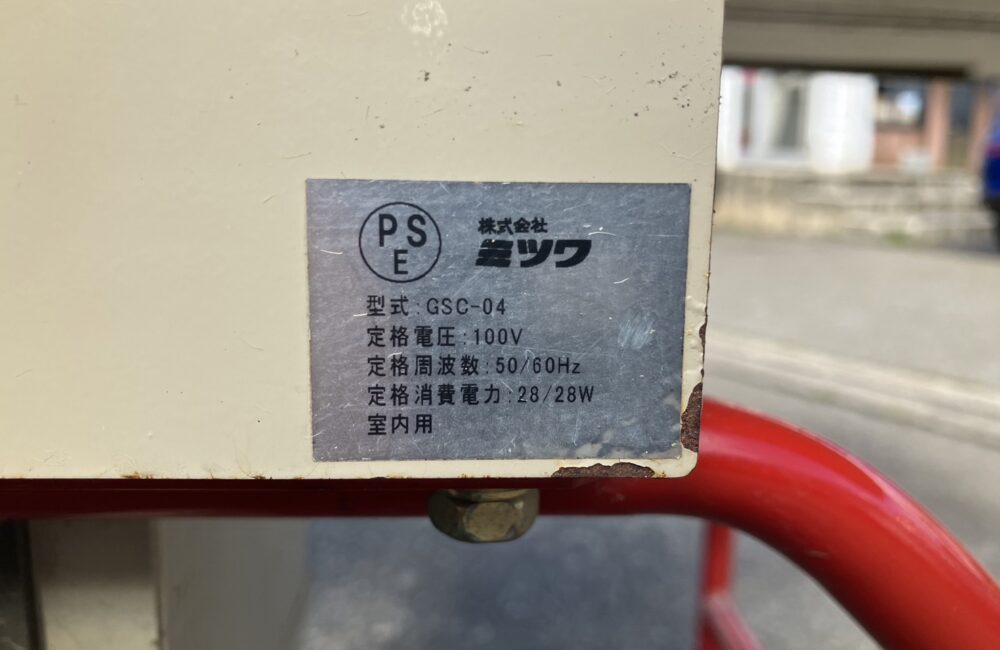 PSE
株式会社
ミツワ
型式:GSC-04
定格電圧:100V
定格周波数:50/60Hz
定格消費電力:28/28W
室内用